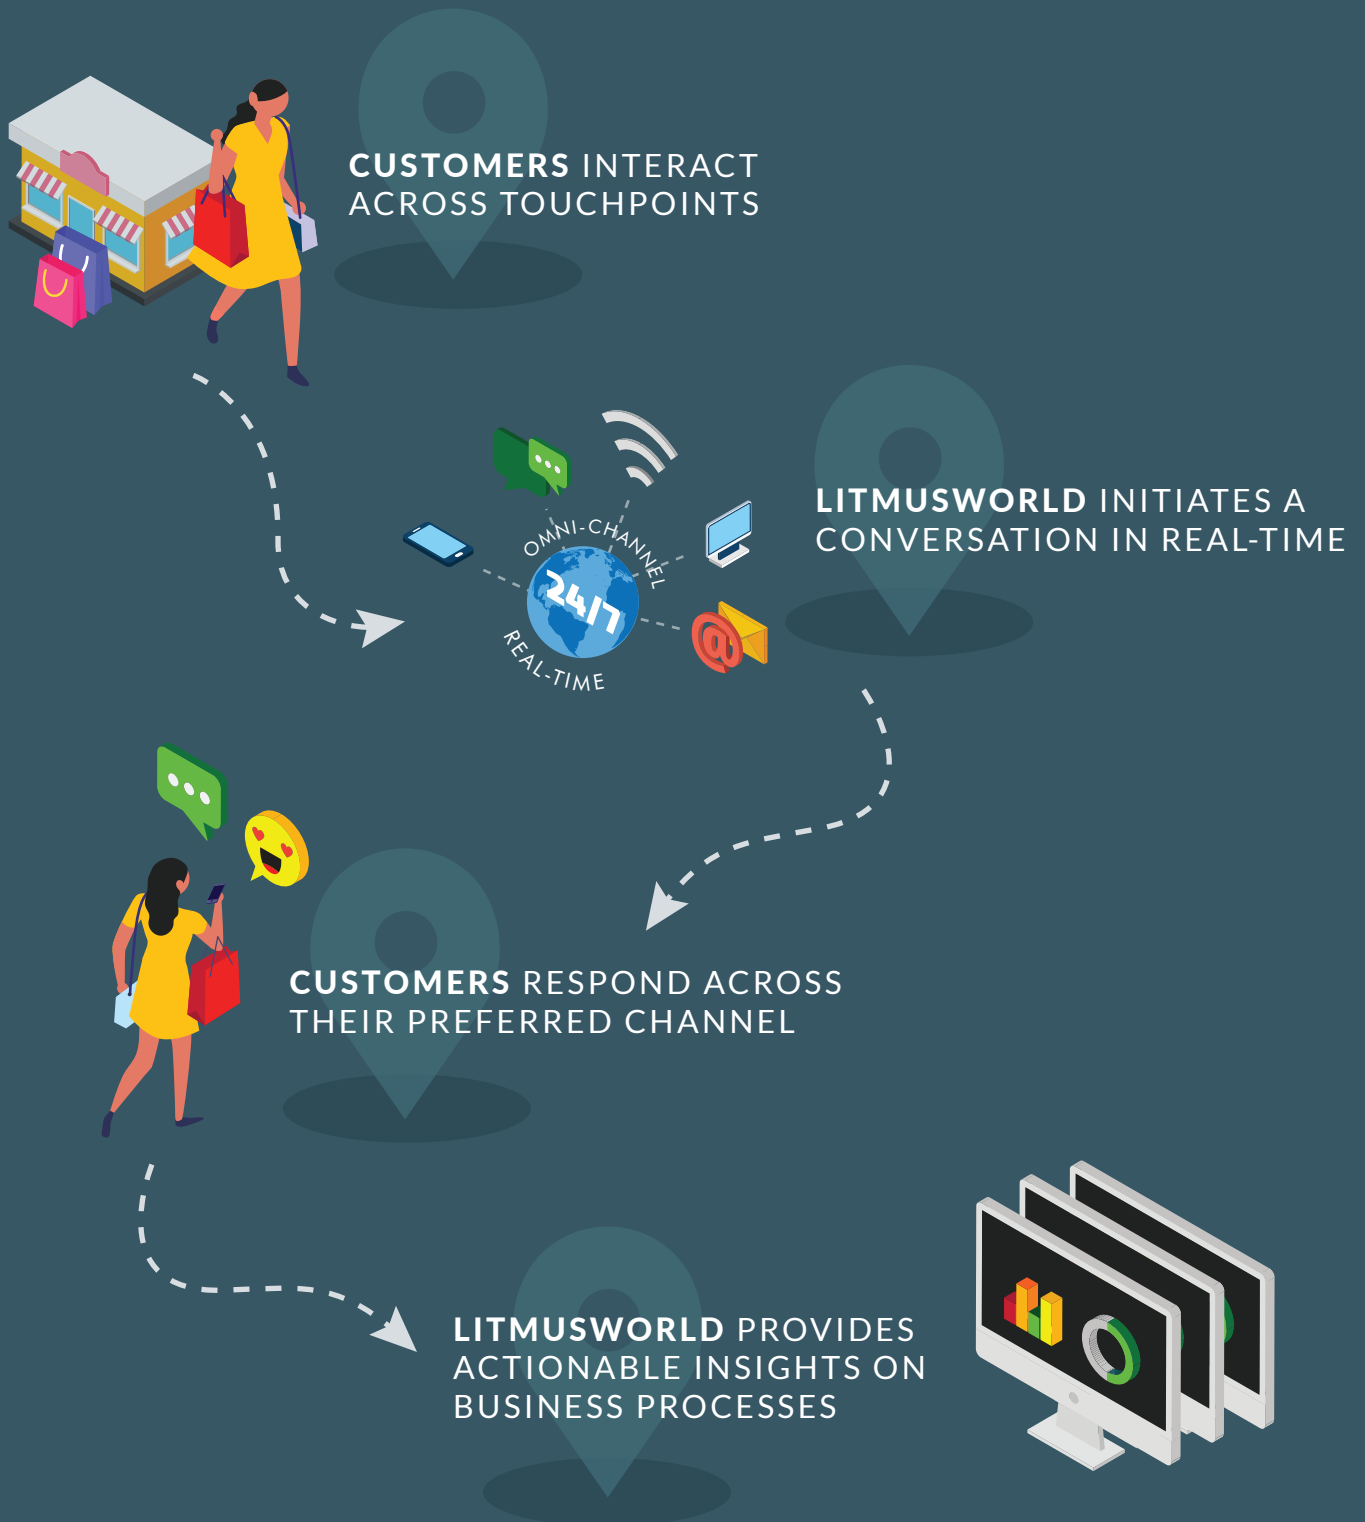 CUSTOMERS INTERACT
ACROSS TOUCHPOINTS
OMNI-CHANNEL
24/7
REAL-TIME
LITMUSWORLD INITIATES A
CONVERSATION IN REAL-TIME
CUSTOMERS RESPOND ACROSS
THEIR PREFERRED CHANNEL
LITMUSWORLD PROVIDES
ACTIONABLE INSIGHTS ON
BUSINESS PROCESSES